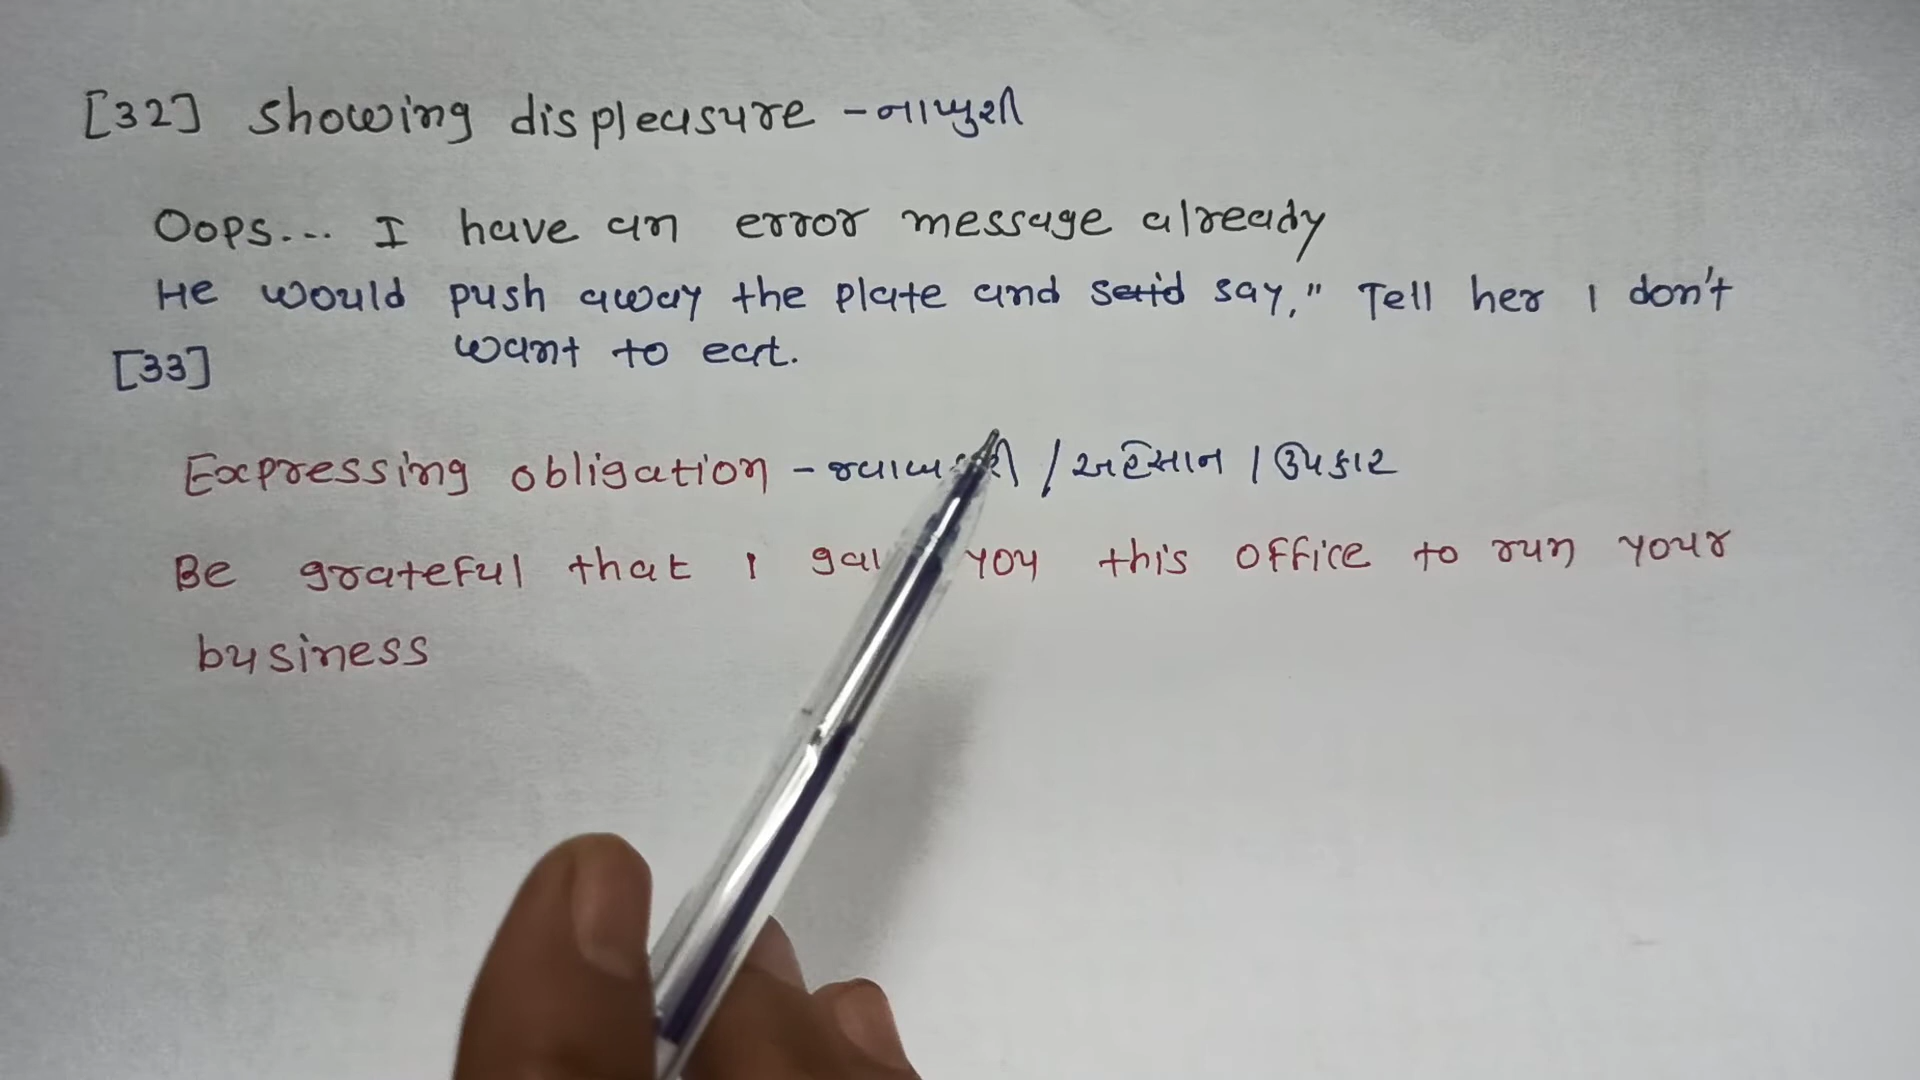 [32] Showing displeasure - નાખુશી
Oops... I have an error message already
He would push away the plate and said say," Tell her I don't
want to eat.
[33]
Expressing obligation - / અહેસાન / ઉપકાર
Be grateful that I you this office to run your
business